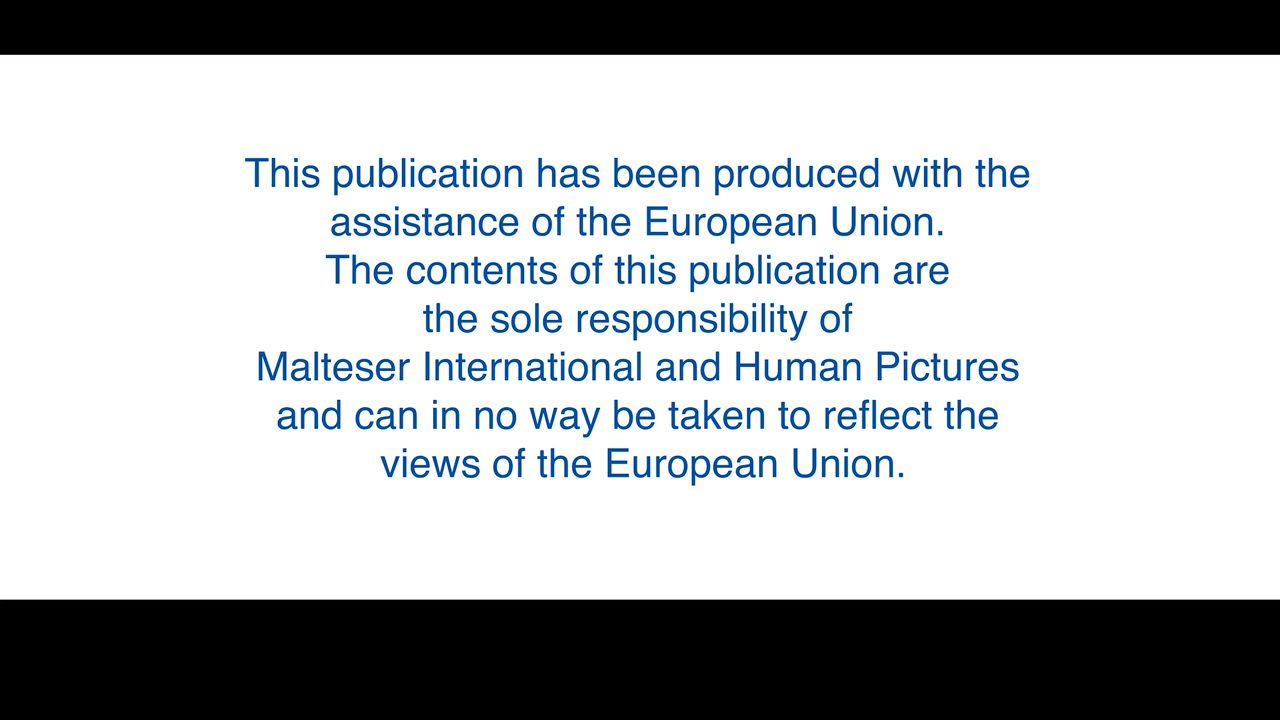 This publication has been produced with the
assistance of the European Union.
The contents of this publication are
the sole responsibility of
Malteser International and Human Pictures
and can in no way be taken to reflect the
views of the European Union.